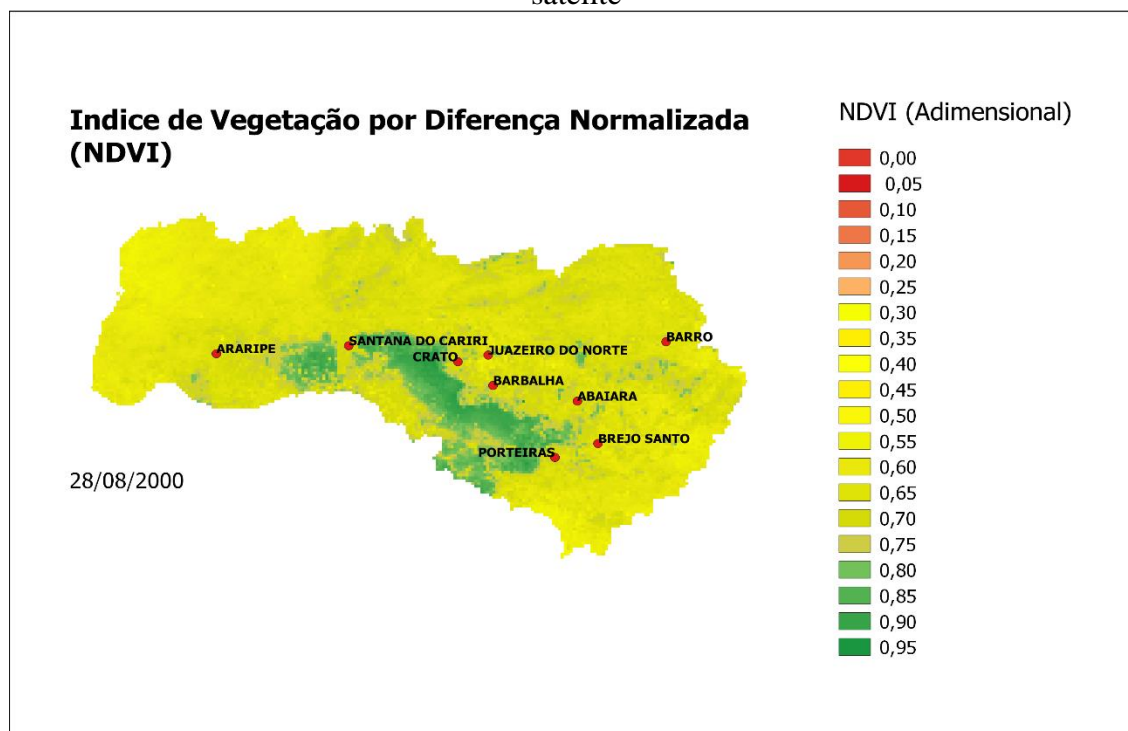 satélite
Indice de Vegetação por Diferença Normalizada
(NDVI)
NDVI (Adimensional)
0,00
0,05
0,10
0,15
0,20
0,25
0,30
0,35
0,40
0,45
0,50
0,55
0,60
0,65
0,70
0,75
0,80
0,85
0,90
0,95
ARARIPE
SANTANA DO CARIRI
CRATO
JUAZEIRO DO NORTE
BARRO
BARBALHA
ABAIARA
BREJO SANTO
PORTEIRAS
28/08/2000